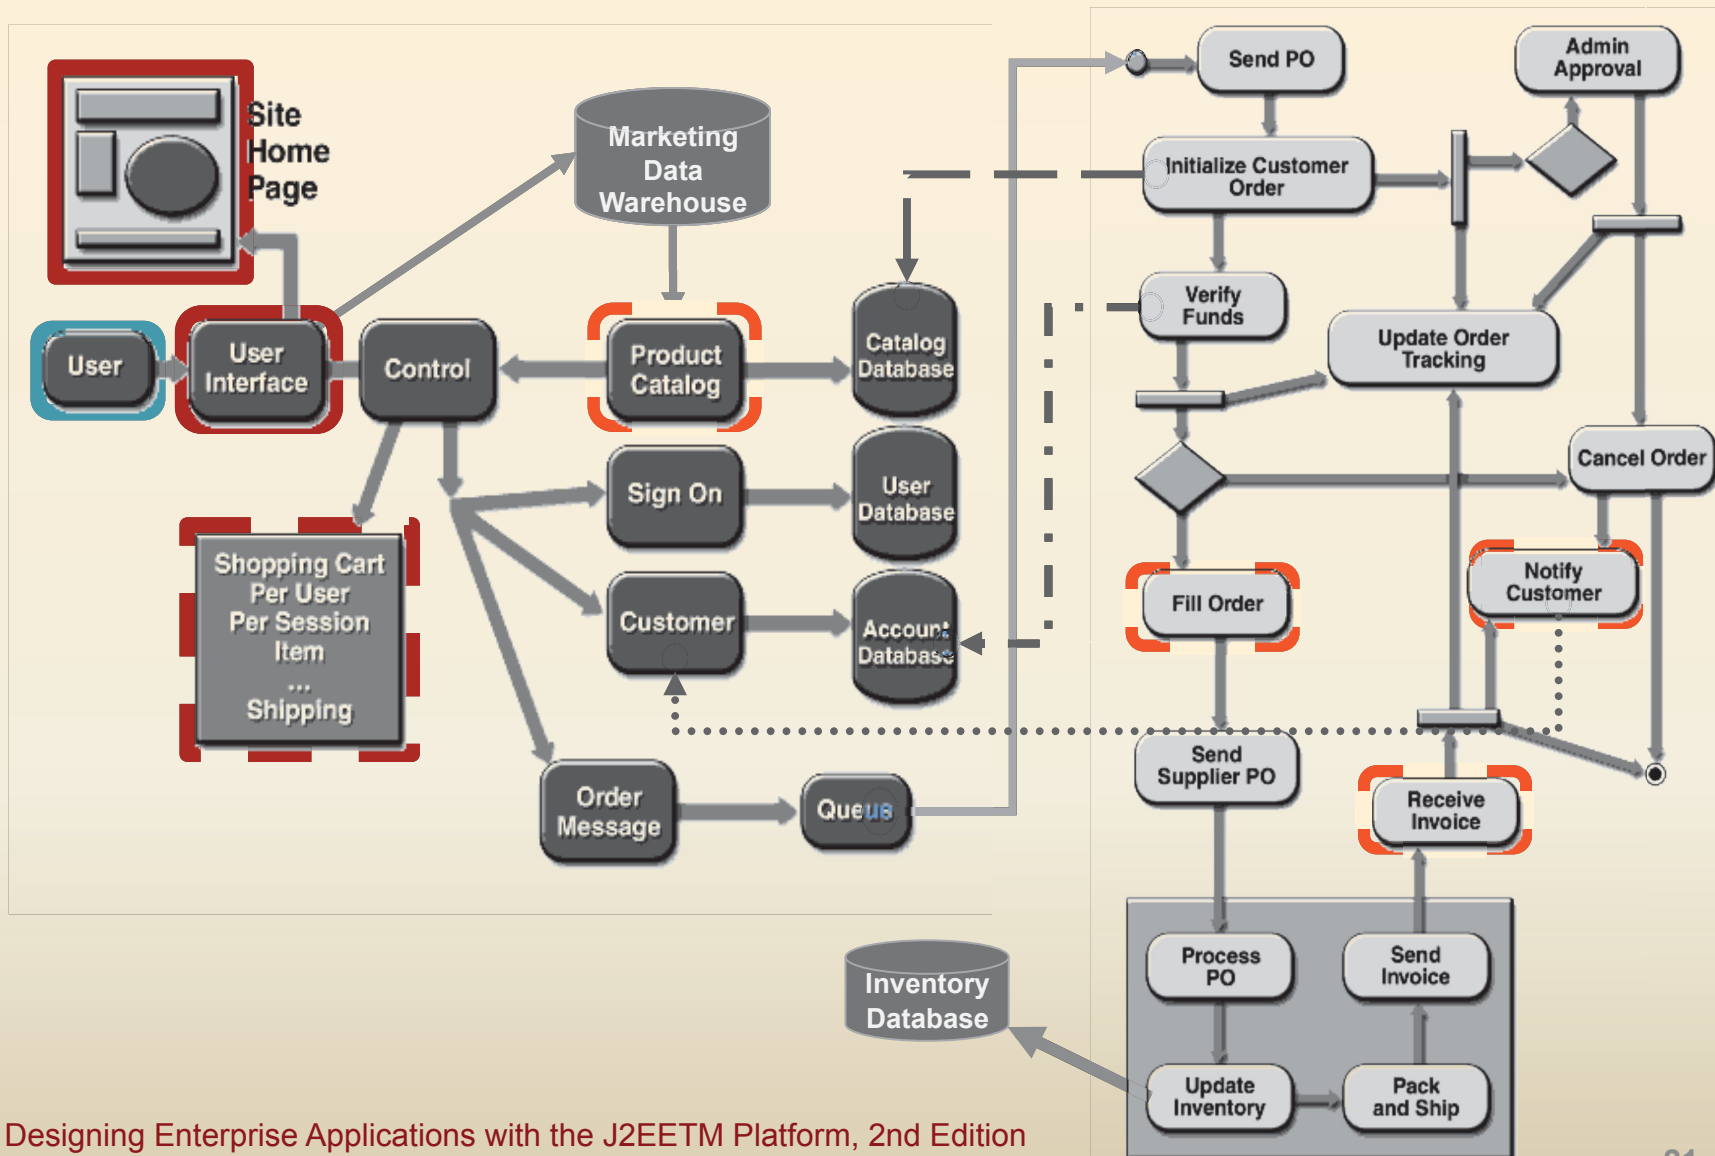 Site
Home
Page
User
User
Interface
Control
Marketing
Data
Warehouse
Product
Catalog
Catalog
Database
Sign On
User
Database
Customer
Account
Database
Shopping Cart
Per User
Per Session
Item
...
Shipping
Order
Message
Queue
Send PO
Admin
Approval
Initialize Customer
Order
Verify
Funds
Update Order
Tracking
Cancel Order
Fill Order
Notify
Customer
Send
Supplier PO
Receive
Invoice
Process
PO
Send
Invoice
Inventory
Database
Update
Inventory
Pack
and Ship
Designing Enterprise Applications with the J2EETM Platform, 2nd Edition